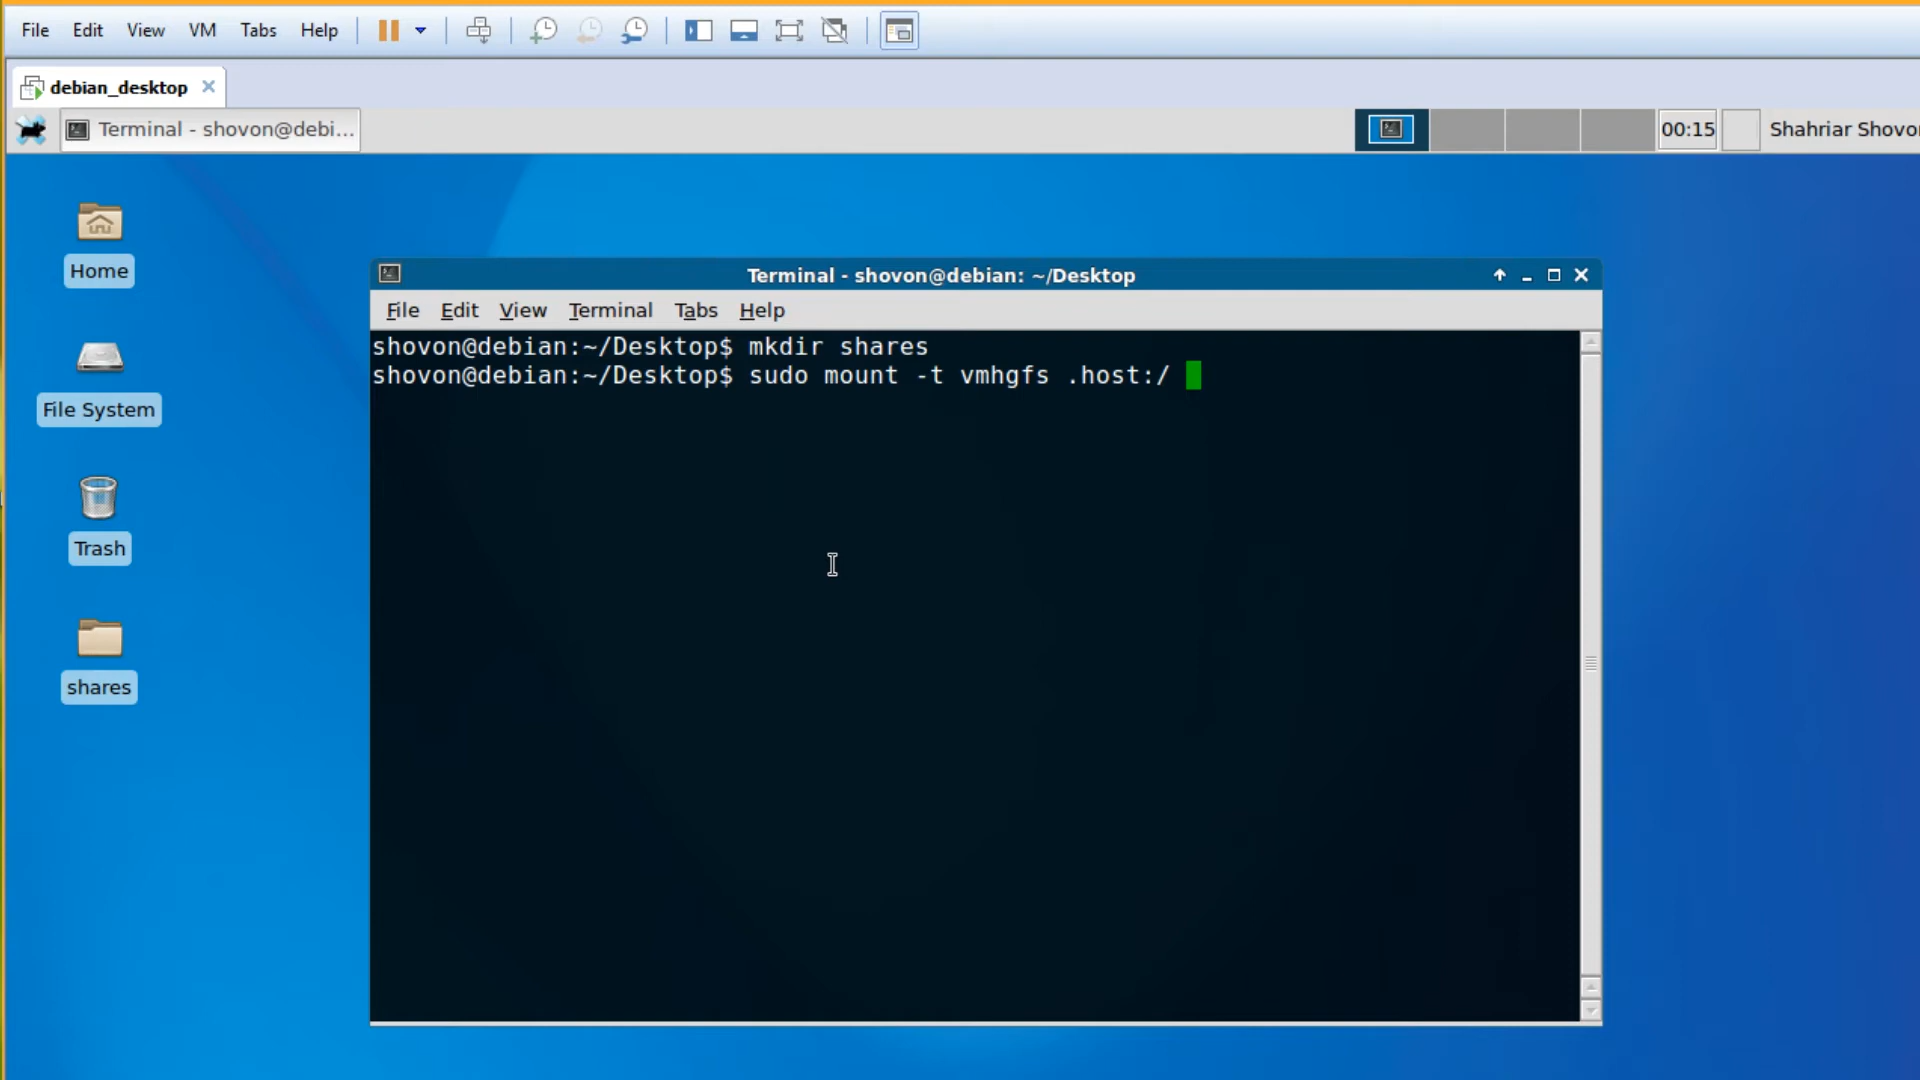 File Edit View VM Tabs Help
debian_desktop
Terminal - shovon@debi... 00:15 Shahriar Shovo
Home
File System
Trash
shares
Terminal - shovon@debian: ~/Desktop
File Edit View Terminal Tabs Help
shovon@debian:~/Desktop$ mkdir shares
shovon@debian:~/Desktop$ sudo mount -t vmhgfs .host:/